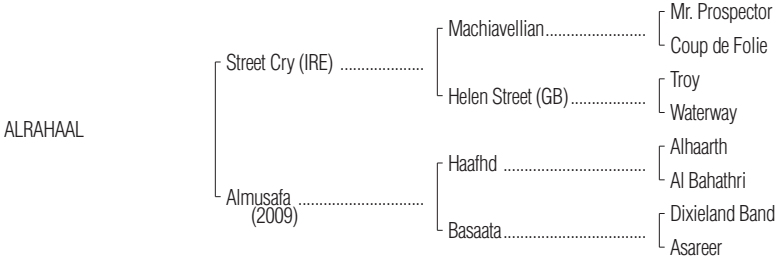 Mr. Prospector
Machiavellian
Coup de Folie
Street Cry (IRE)
Troy
Helen Street (GB)
Waterway
ALRAHAAL
Alhaarth
Haafhd
Al Bahathri
Almusafa
(2009)
Dixieland Band
Basaata
Asareer